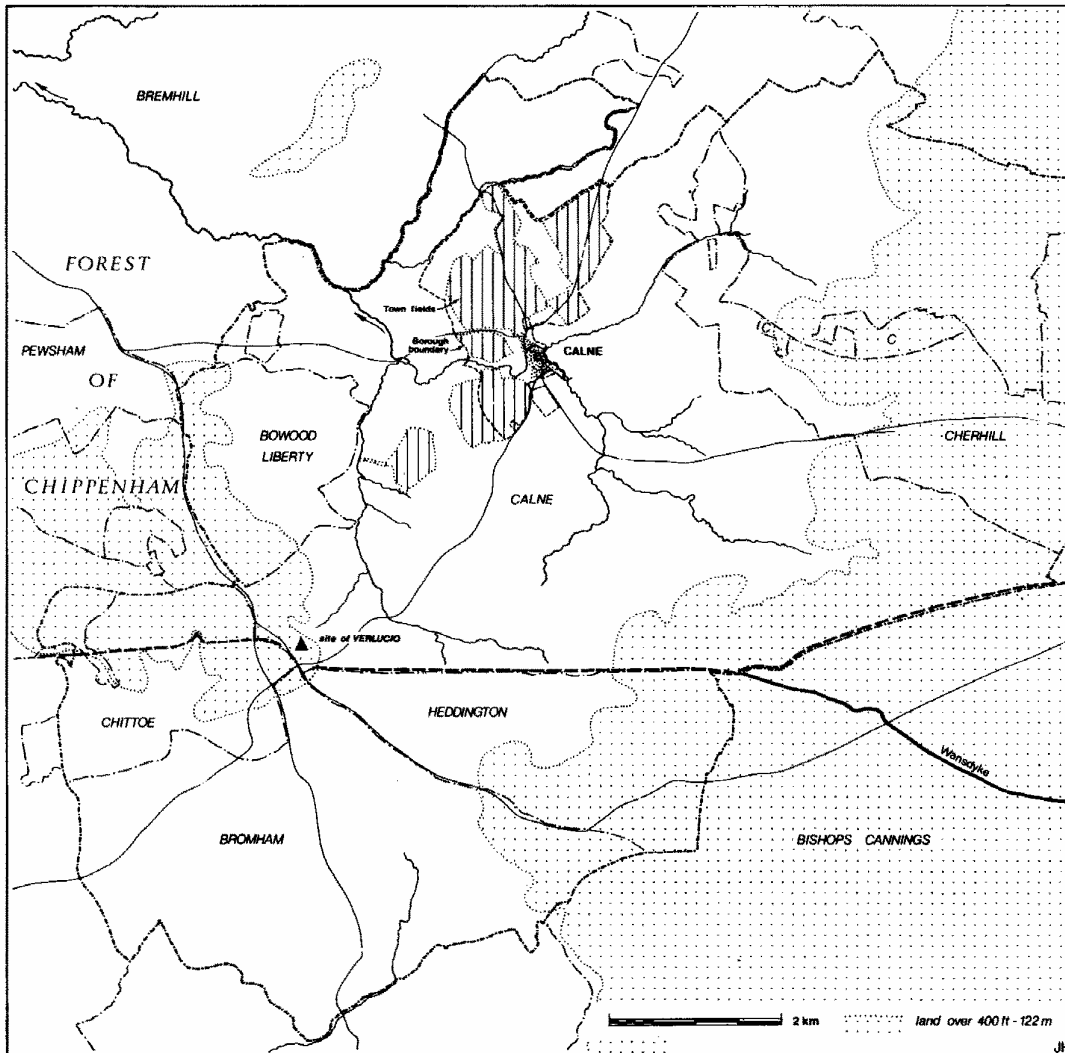 BREMHILL
FOREST
Town fields
Borough
boundary
CALNE
C
C
PEWSHAM
OF
BOWOOD
LIBERTY
CHERHILL
CHIPPENHAM
CALNE
site of VERLUCIO
CHITTOE
HEDDINGTON
Wansdyke
BROMHAM
BISHOPS CANNINGS
2 km
land over 400 ft - 122 m